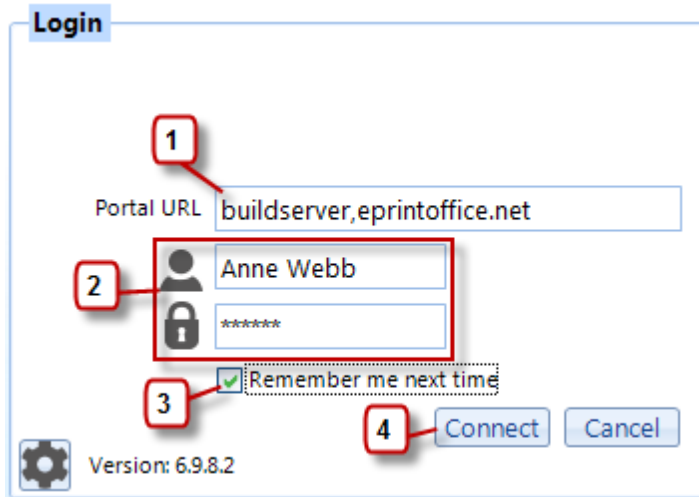 Login
1
Portal URL buildserver,eprintoffice.net
2
Anne Webb
******
3
Remember me next time
4
Connect Cancel
Version: 6.9.8.2